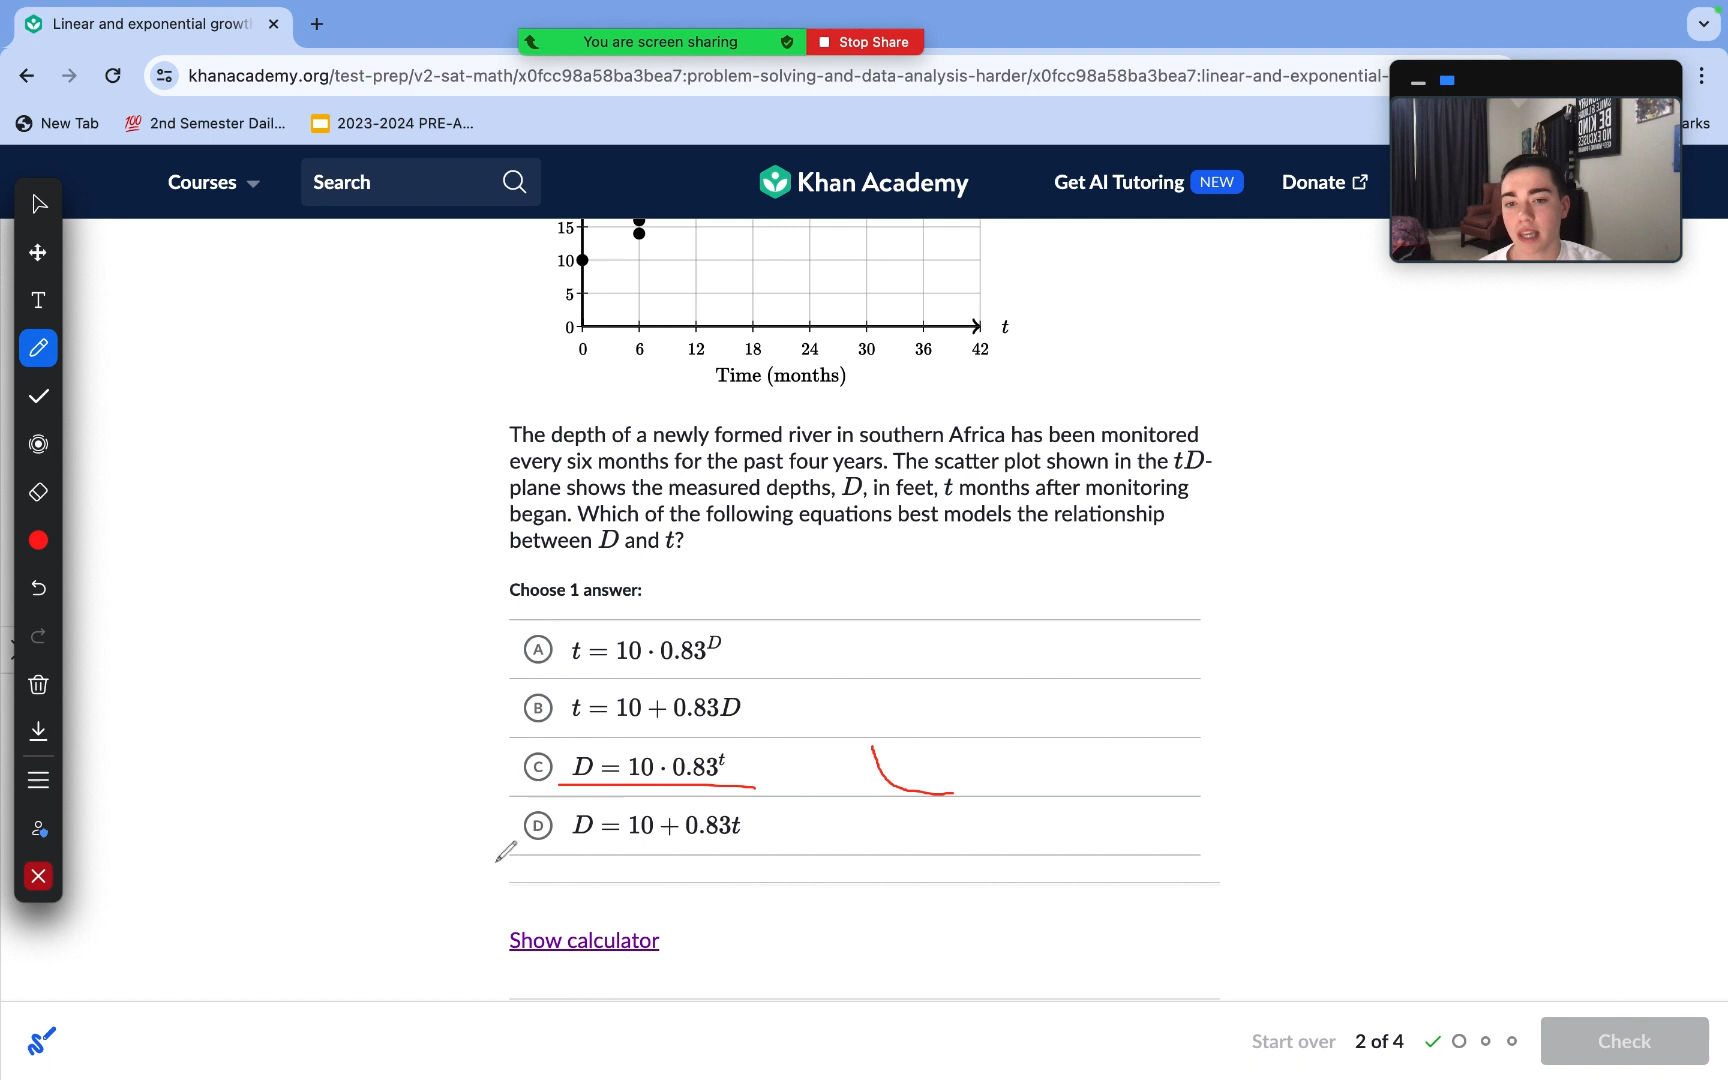 Linear and exponential growt
You are screen sharing
Stop Share
khanacademy.org/test-prep/v2-sat-math/x0fcc98a58ba3bea7:problem-solving-and-data-analysis-harder/x0fcc98a58ba3bea7:linear-and-exponential-
New Tab
2nd Semester Dail...
2023-2024 PRE-A...
arks
Courses
Search
Khan Academy
Get AI Tutoring NEW
Donate
BE
KIND
NO EXCUSES
15
10
5
0
t
0 6 12 18 24 30 36 42
Time (months)
The depth of a newly formed river in southern Africa has been monitored
every six months for the past four years. The scatter plot shown in the tD-
plane shows the measured depths, D, in feet, t months after monitoring
began. Which of the following equations best models the relationship
between D and t?
Choose 1 answer:
A t = 10 · 0.83^D
B t = 10 + 0.83D
C D = 10 · 0.83^t
D D = 10 + 0.83t
Show calculator
Start over 2 of 4
Check